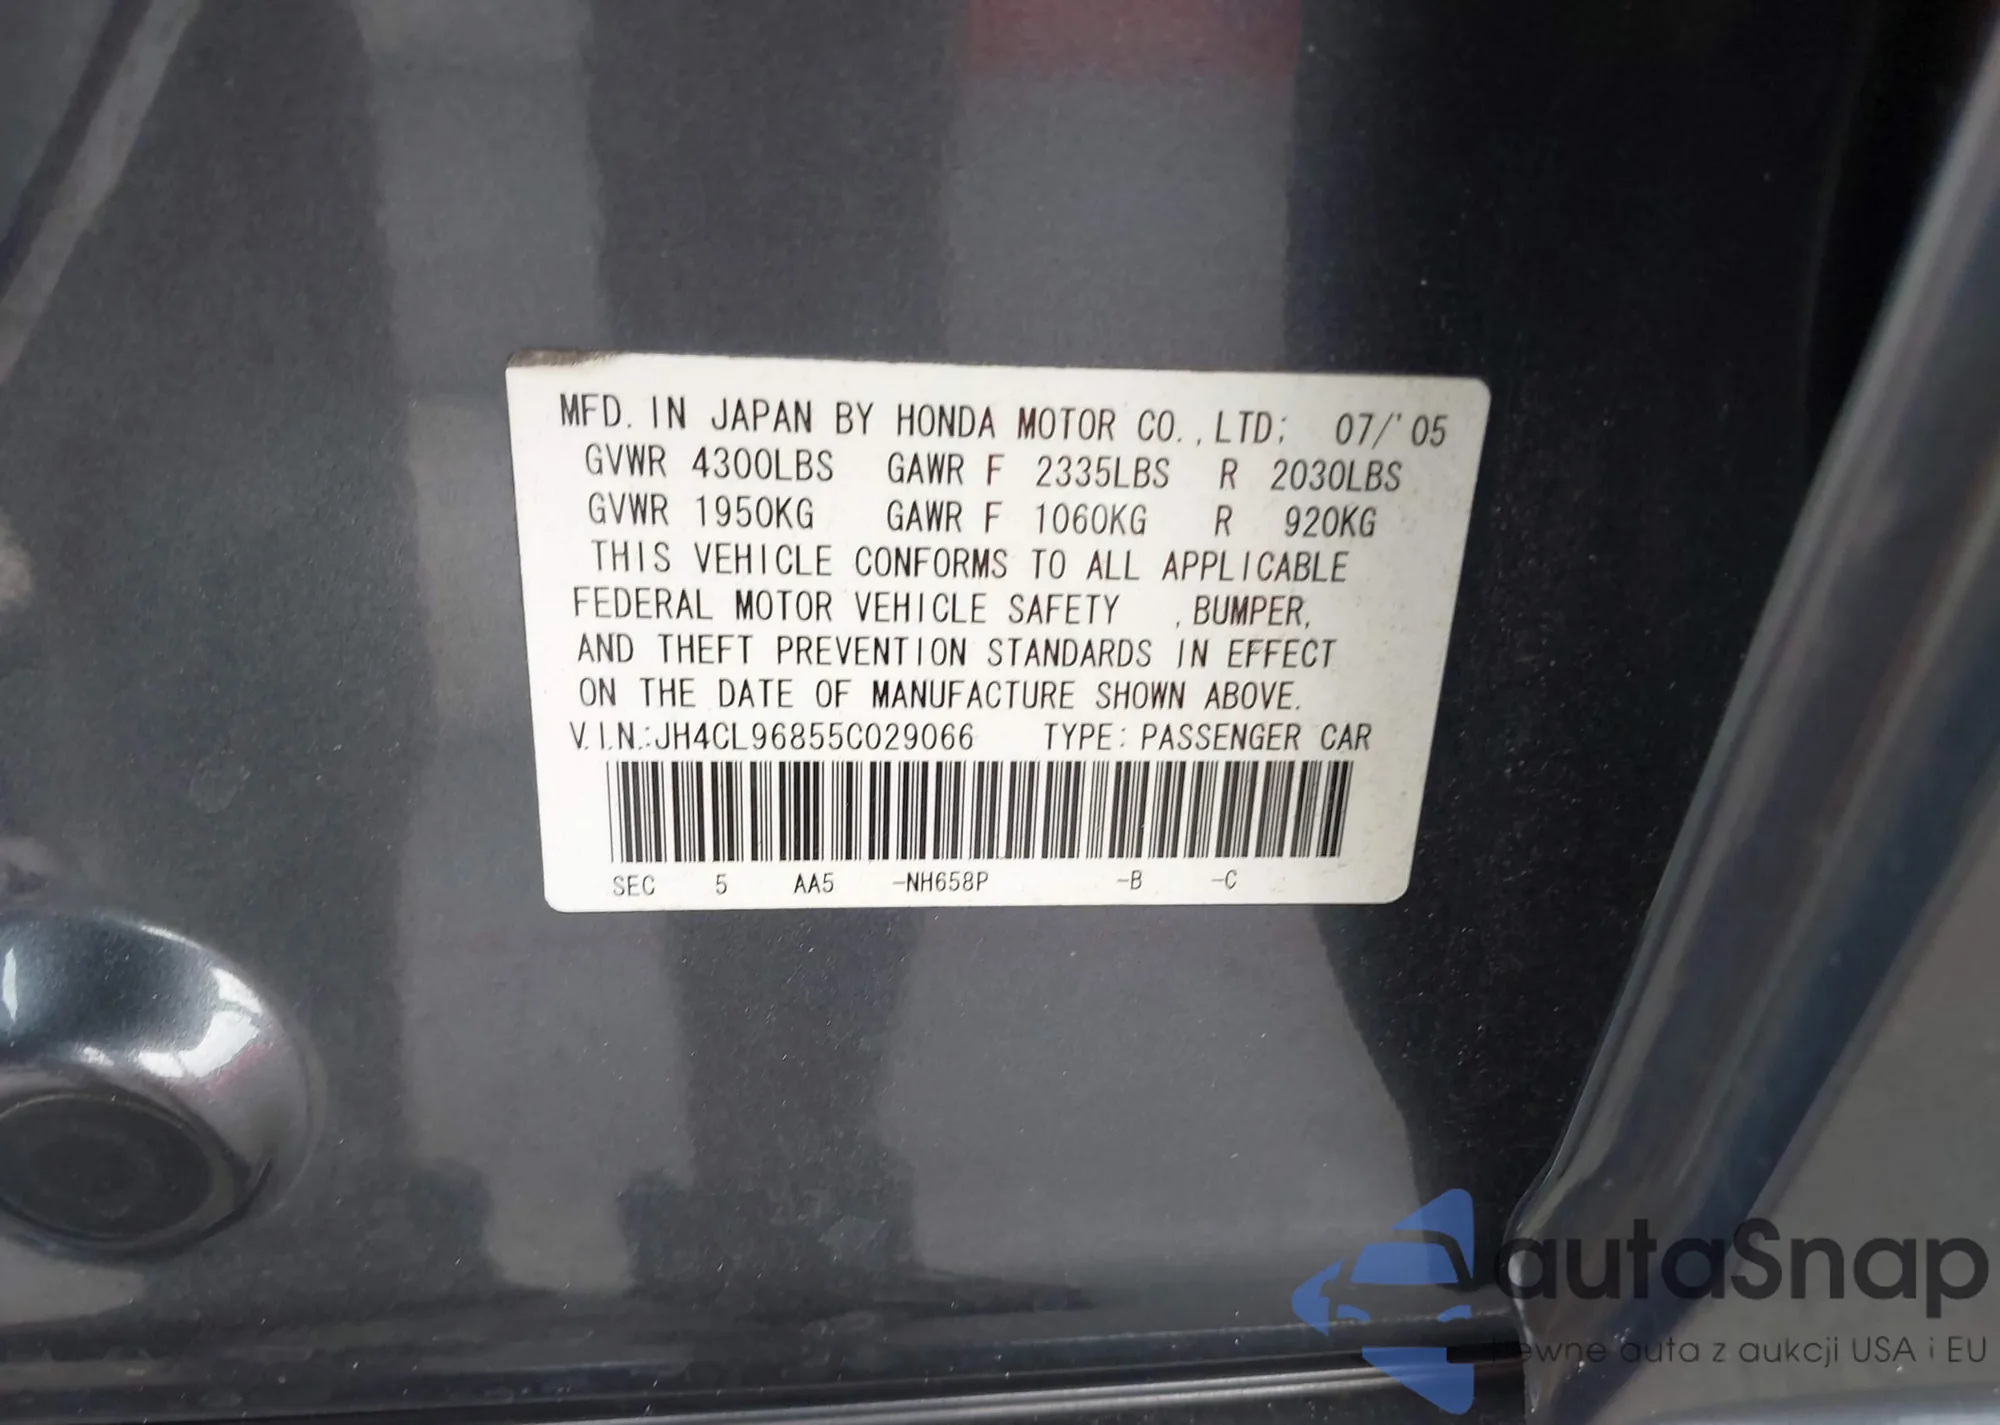 MFD. IN JAPAN BY HONDA MOTOR CO.,LTD; 07/'05
GVWR 4300LBS GAWR F 2335LBS R 2030LBS
GVWR 1950KG GAWR F 1060KG R 920KG
THIS VEHICLE CONFORMS TO ALL APPLICABLE
FEDERAL MOTOR VEHICLE SAFETY ,BUMPER,
AND THEFT PREVENTION STANDARDS IN EFFECT
ON THE DATE OF MANUFACTURE SHOWN ABOVE.
V.I.N.:JH4CL96855C029066 TYPE: PASSENGER CAR
SEC 5 AA5 -NH658P -B -C
autaSnap
Pewne auta z aukcji USA i EU